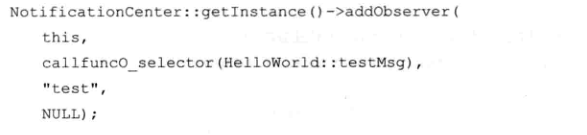 NotificationCenter::getInstance()->addObserver(
this,
callfuncO_selector(HelloWorld::testMsg),
"test",
NULL);